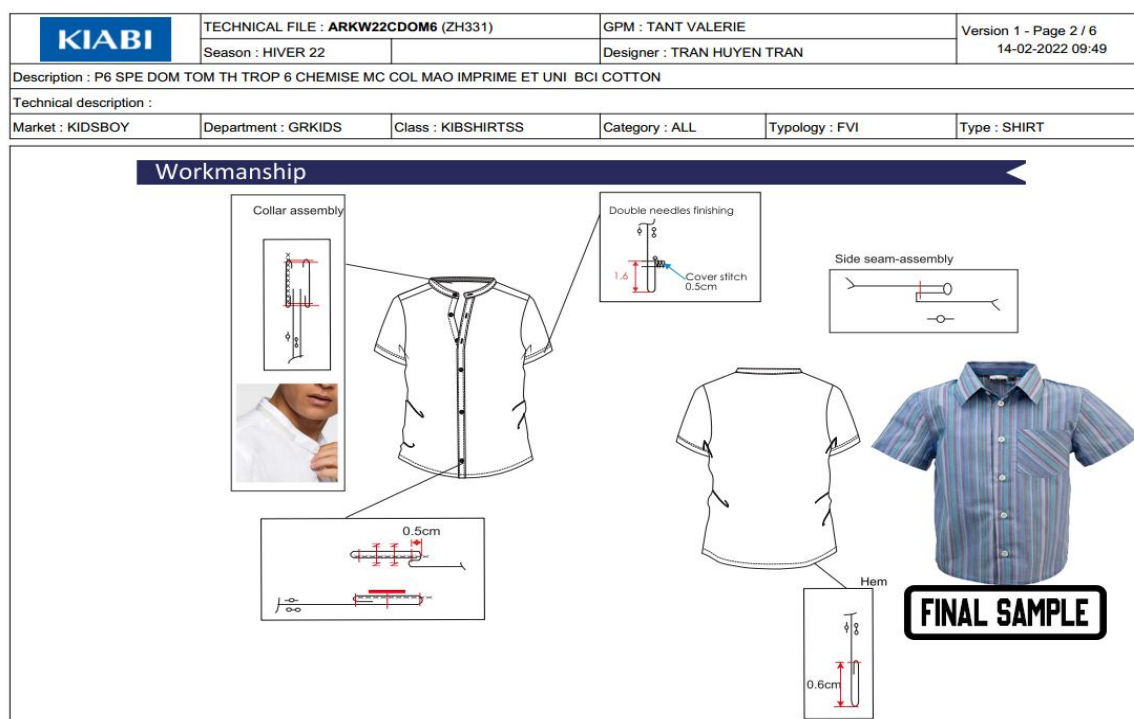 KIABI
TECHNICAL FILE : ARKW22CDOM6 (ZH331)
GPM : TANT VALERIE
Version 1 - Page 2 / 6
14-02-2022 09:49
Season : HIVER 22
Designer : TRAN HUYEN TRAN
Description : P6 SPE DOM TOM TH TROP 6 CHEMISE MC COL MAO IMPRIME ET UNI BCI COTTON
Technical description :
Market : KIDSBOY
Department : GRKIDS
Class : KIBSHIRTSS
Category : ALL
Typology : FVI
Type : SHIRT
Workmanship
Collar assembly
Double needles finishing
1.6
Cover stitch
0.5cm
Side seam-assembly
0.5cm
Hem
0.6cm
FINAL SAMPLE